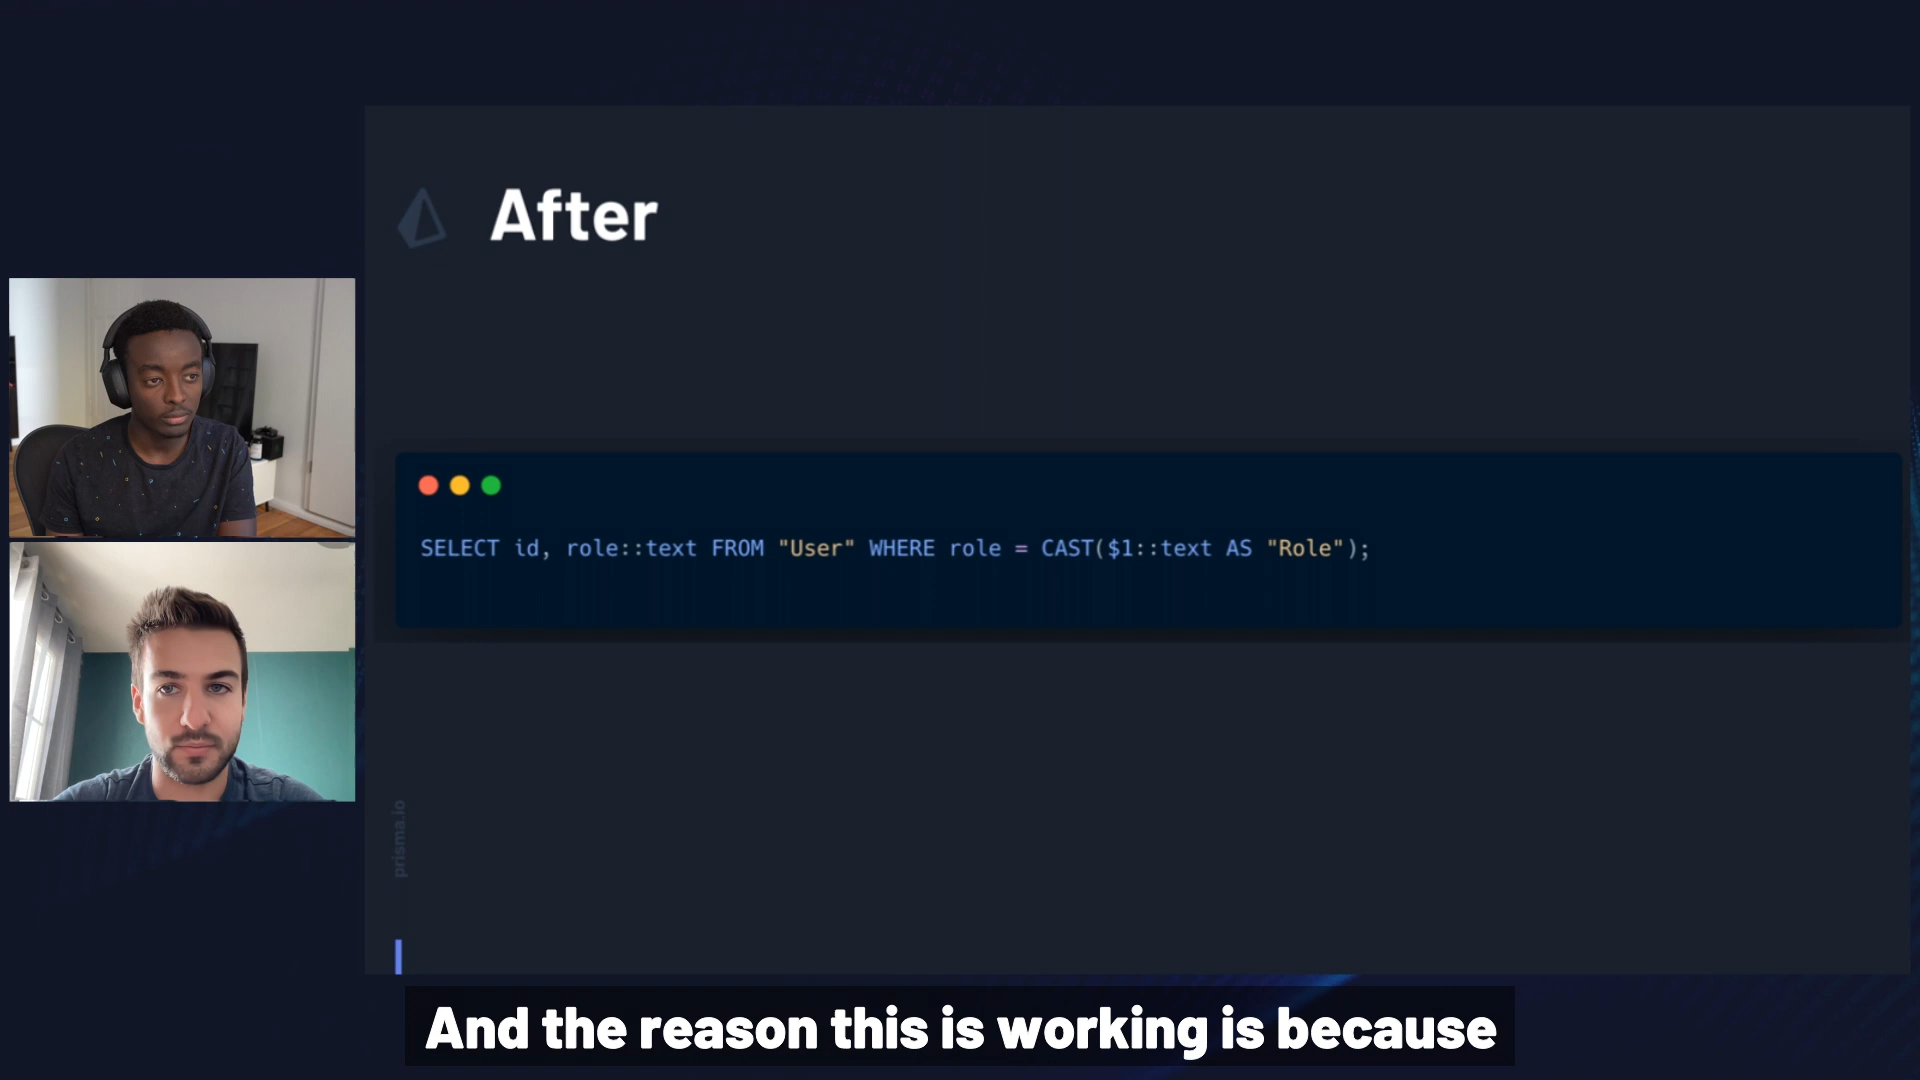 After
SELECT id, role::text FROM "User" WHERE role = CAST($1::text AS "Role");
prisma.io
And the reason this is working is because